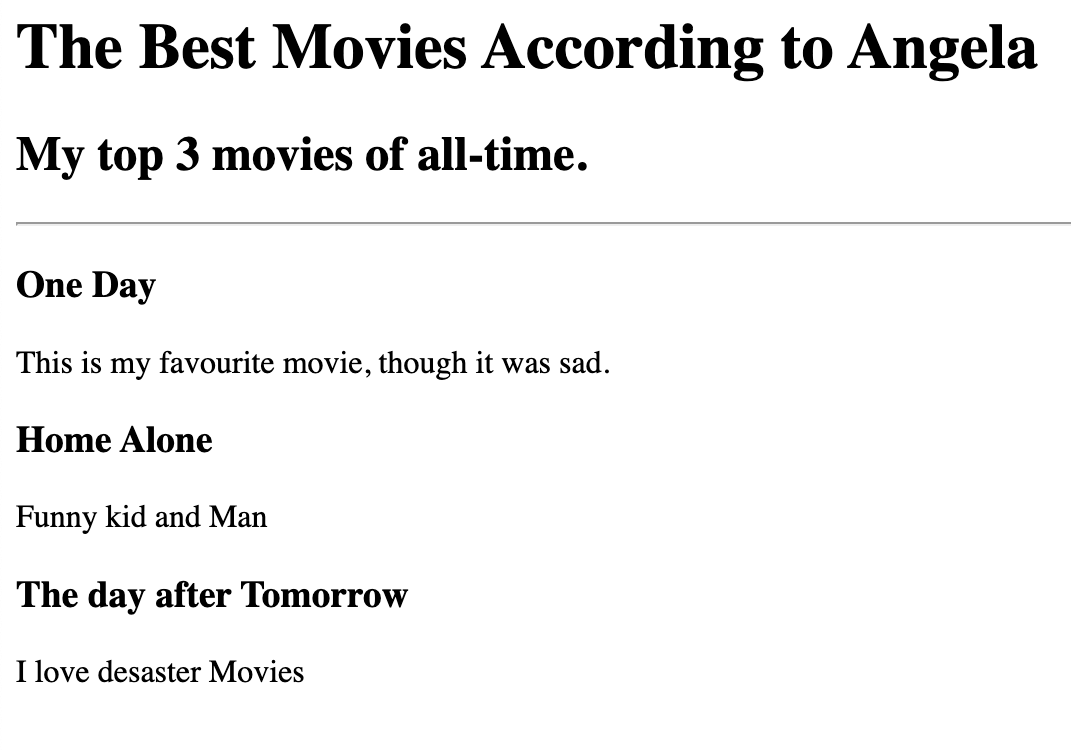 The Best Movies According to Angela
My top 3 movies of all-time.
One Day
This is my favourite movie, though it was sad.
Home Alone
Funny kid and Man
The day after Tomorrow
I love desaster Movies